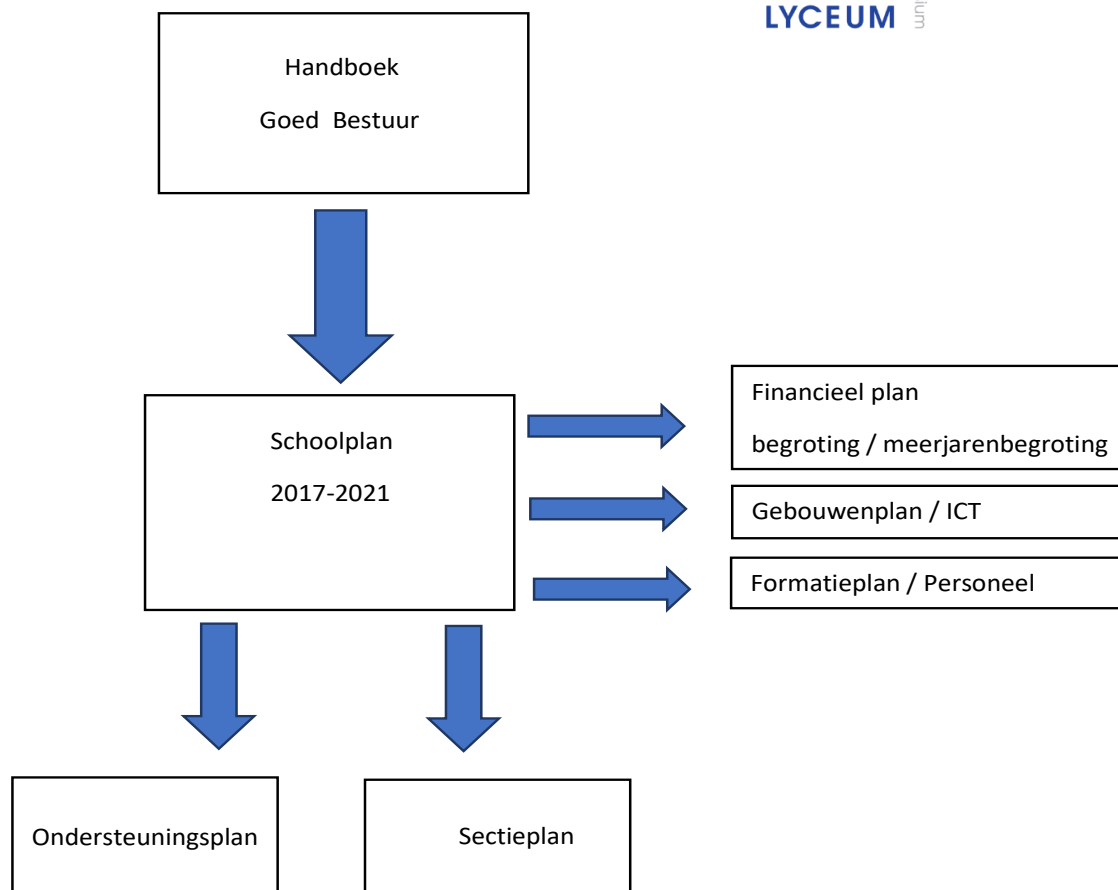 LYCEUM
Handboek
Goed Bestuur
Schoolplan
2017-2021
Financieel plan
begroting / meerjarenbegroting
Gebouwenplan / ICT
Formatieplan / Personeel
Ondersteuningsplan
Sectieplan